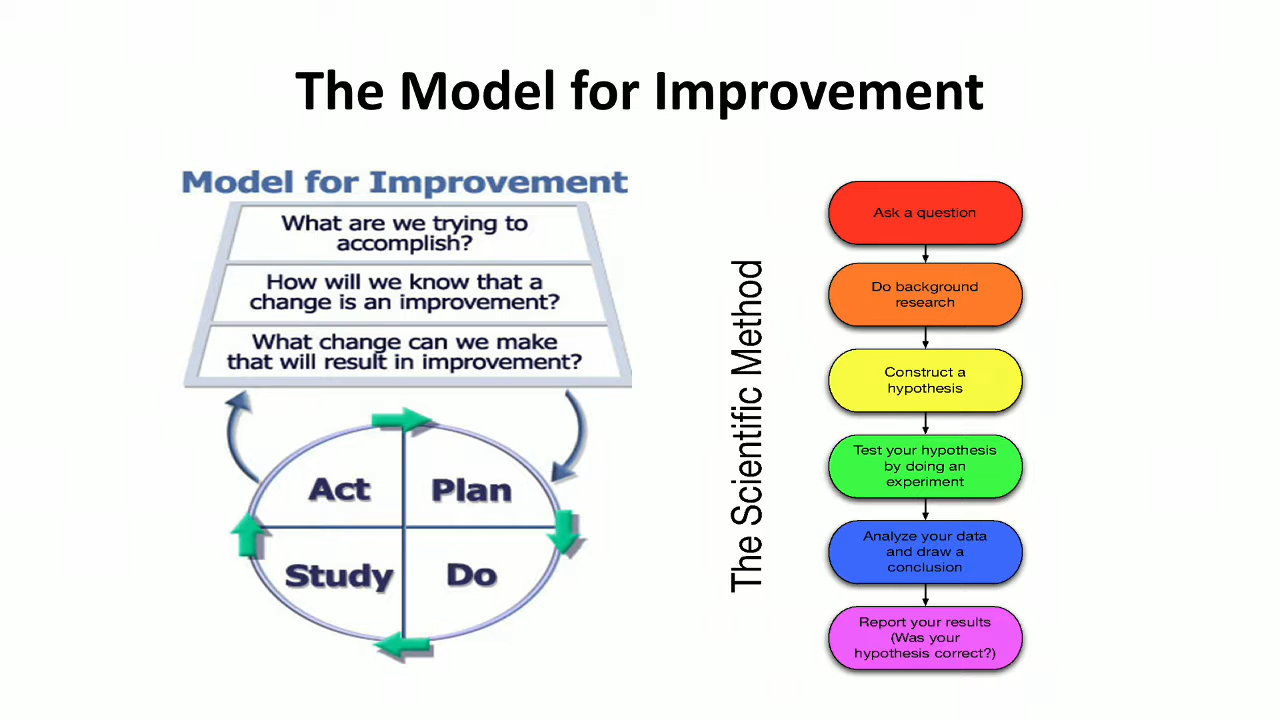 The Model for Improvement
Model for Improvement
What are we trying to
accomplish?
How will we know that a
change is an improvement?
What change can we make
that will result in improvement?
Act
Plan
Study
Do
The Scientific Method
Ask a question
Do background
research
Construct a
hypothesis
Test your hypothesis
by doing an
experiment
Analyze your data
and draw a
conclusion
Report your results
(Was your
hypothesis correct?)